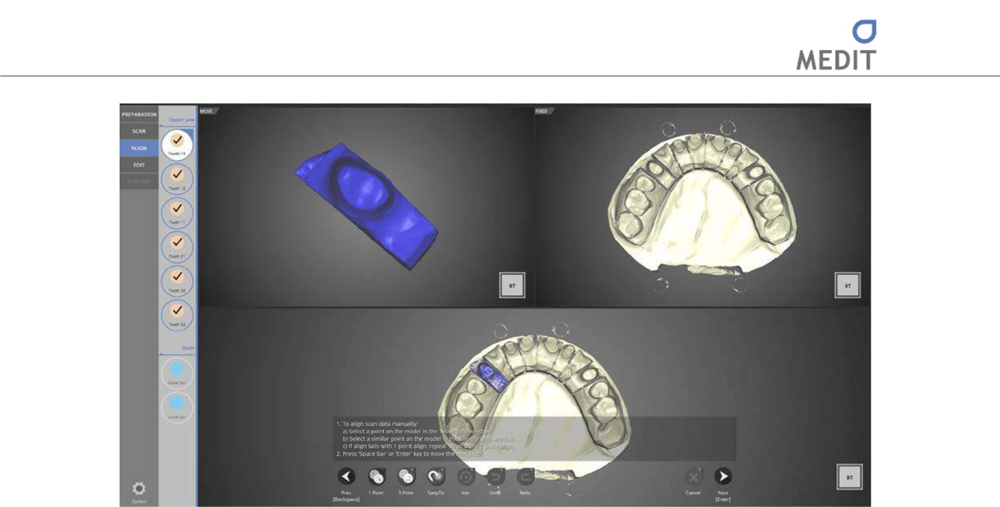 MEDIT
PREPARATION
SCAN
ALIGN
EDIT
Option
Upper jaw
Tooth 14
Tooth 12
Tooth 11
Tooth 21
Tooth 22
Tooth 24
Both
Upper Jaw
Lower Jaw
MOVE
BT
FIXED
BT
1. To align scan data manually:
a) Select a point on the model in the 'Move'(left) window.
b) Select a similar point on the model in the 'Fixed'(right) window.
c) If align fails with 1 point align, repeat steps using 3 point align.
2. Press 'Space bar' or 'Enter' key to move the next step.
Prev
[Backspace]
1 Point
3 Point
SanpTo
Init
Undo
Redo
Cancel
Next
[Enter]
BT